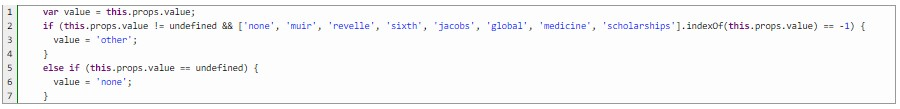 1 var value = this.props.value;
2 if (this.props.value != undefined && ['none', 'muir', 'revelle', 'sixth', 'jacobs', 'global', 'medicine', 'scholarships'].indexOf(this.props.value) == -1) {
3 value = 'other';
4 }
5 else if (this.props.value == undefined) {
6 value = 'none';
7 }